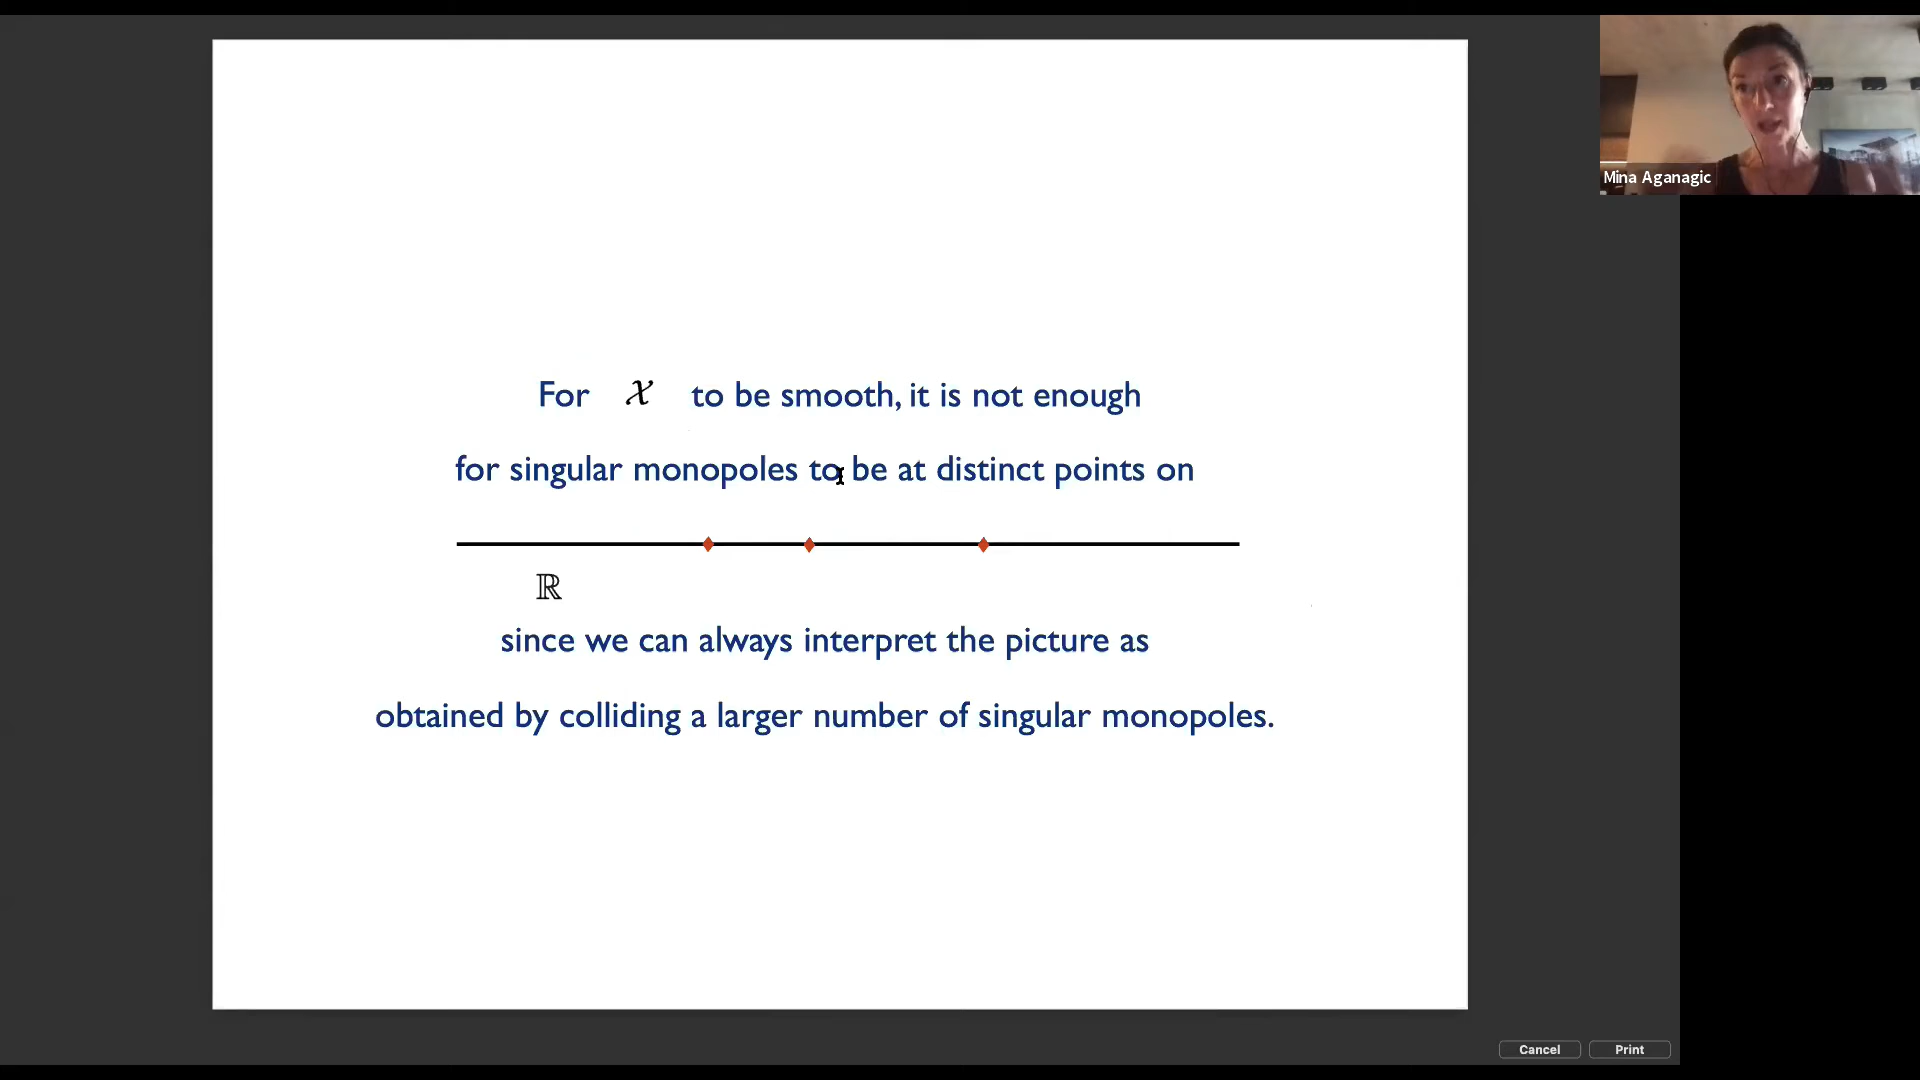 Mina Aganagic
For 𝒳 to be smooth, it is not enough
for singular monopoles to be at distinct points on
ℝ
since we can always interpret the picture as
obtained by colliding a larger number of singular monopoles.
Cancel Print